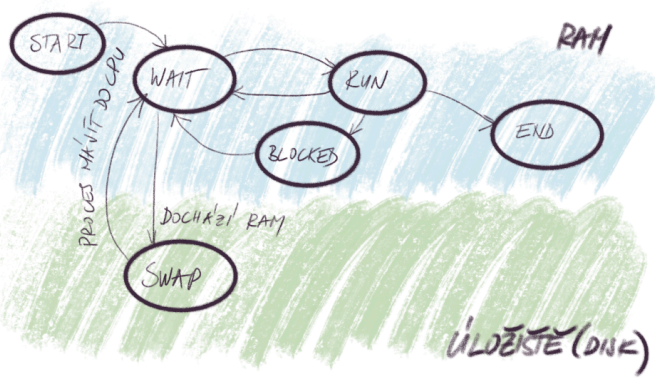 START
RAM
WAIT
RUN
END
BLOCKED
PROCES MÁ JÍT DO CPU
DOCHÁZÍ RAM
SWAP
ÚLOŽIŠTĚ (DISK)